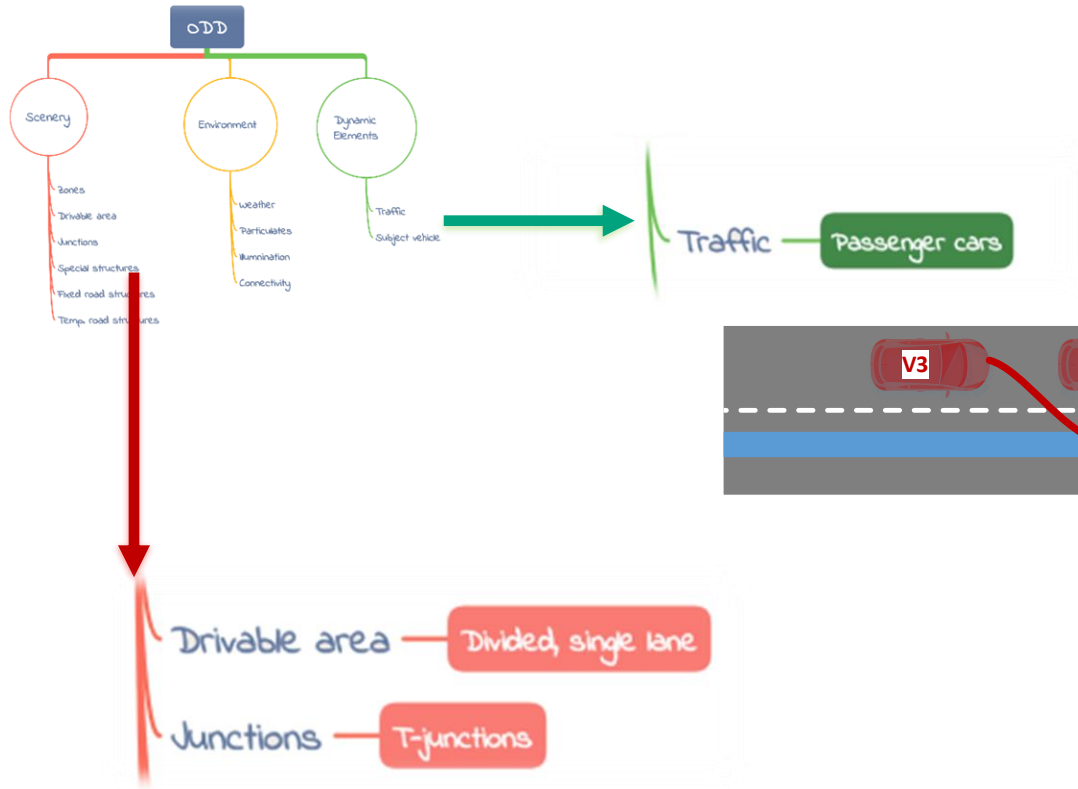 ODD
Scenery
Environment
Dynamic
Elements
Zones
Drivable area
Junctions
Special structures
Fixed road structures
Temp. road structures
Weather
Particulates
Illumnination
Connectivity
Traffic
Subject vehicle
Traffic
Passenger cars
V3
Drivable area
Divided, single lane
Junctions
T-junctions